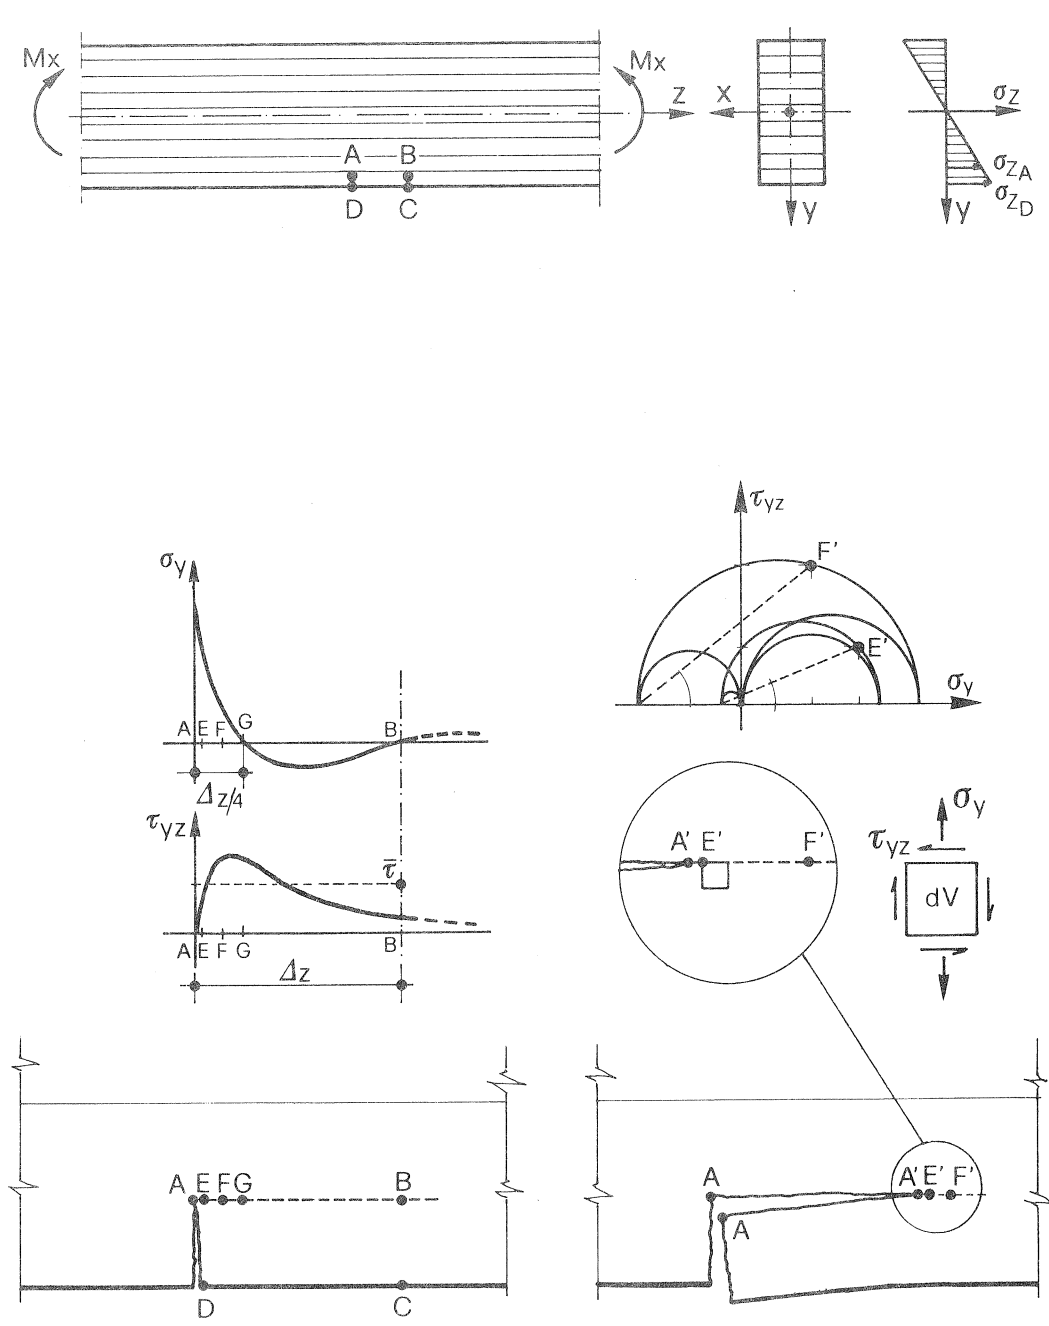 Mx
Mx
z
x
y
σz
σzA
σzD
y
A B
D C
τyz
F'
E'
σy
σy
A E F G B
Δz/4
τyz
τ̅
A E F G B
Δz
A' E' F'
σy
τyz
dV
A E F G B
D C
A A' E' F'
A